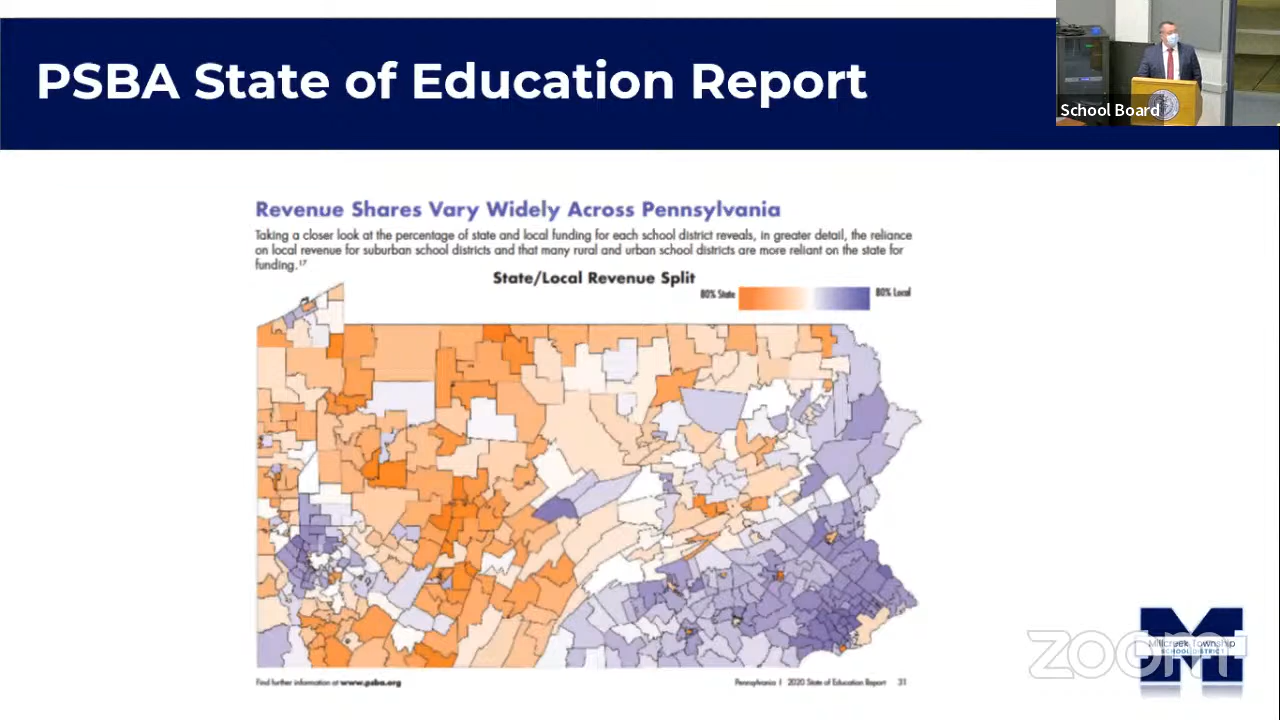 PSBA State of Education Report
School Board
Revenue Shares Vary Widely Across Pennsylvania
Taking a closer look at the percentage of state and local funding for each school district reveals, in greater detail, the reliance
on local revenue for suburban school districts and that many rural and urban school districts are more reliant on the state for
funding.17
State/Local Revenue Split
80% State
80% Local
Find further information at www.psba.org
Pennsylvania | 2020 State of Education Report 31
M
Millcreek Township
SCHOOL DISTRICT
zoom